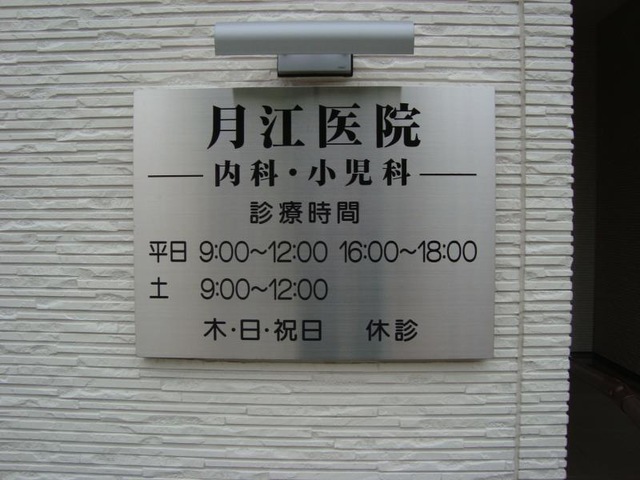 月江医院
内科・小児科
診療時間
平日 9:00～12:00 16:00～18:00
土 9:00～12:00
木・日・祝日 休診